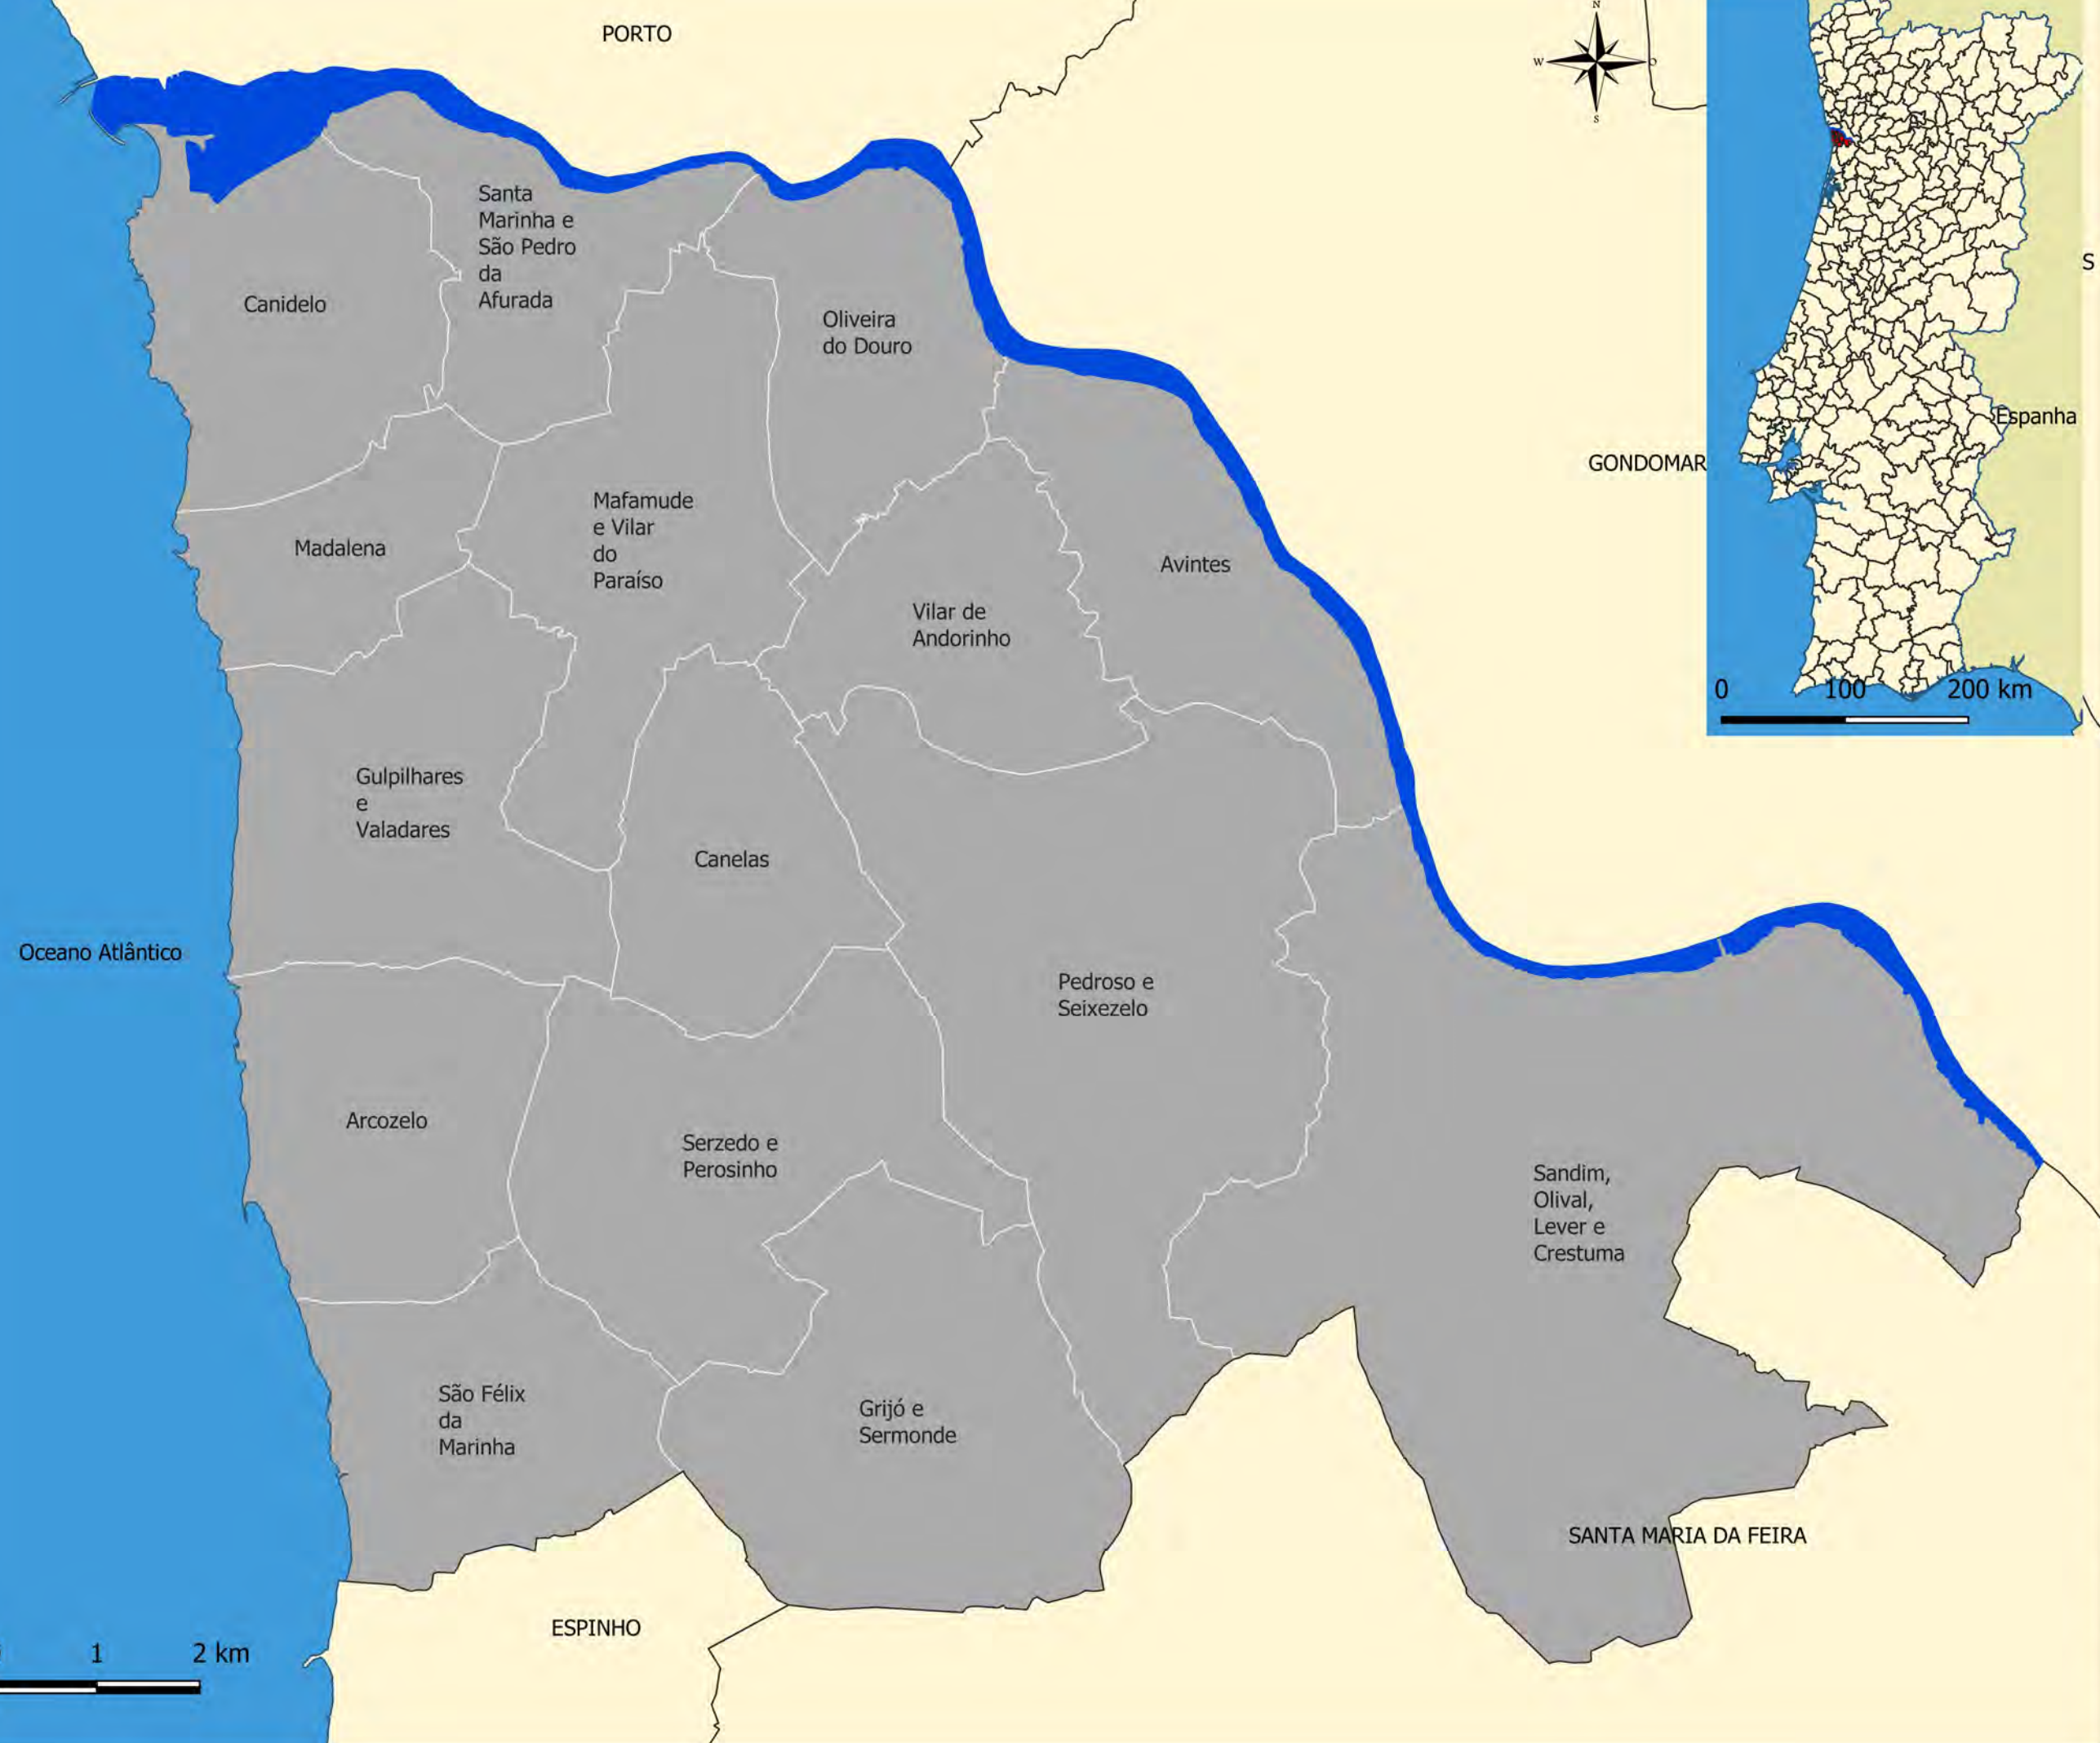 PORTO
N
W
O
S
Santa
Marinha e
São Pedro
da
Afurada
S
Canidelo
Oliveira
do Douro
Espanha
GONDOMAR
Mafamude
e Vilar
do
Paraíso
Madalena
Avintes
Vilar de
Andorinho
0 100 200 km
Gulpilhares
e
Valadares
Canelas
Oceano Atlântico
Pedroso e
Seixezelo
Arcozelo
Serzedo e
Perosinho
Sandim,
Olival,
Lever e
Crestuma
São Félix
da
Marinha
Grijó e
Sermonde
SANTA MARIA DA FEIRA
ESPINHO
1 2 km